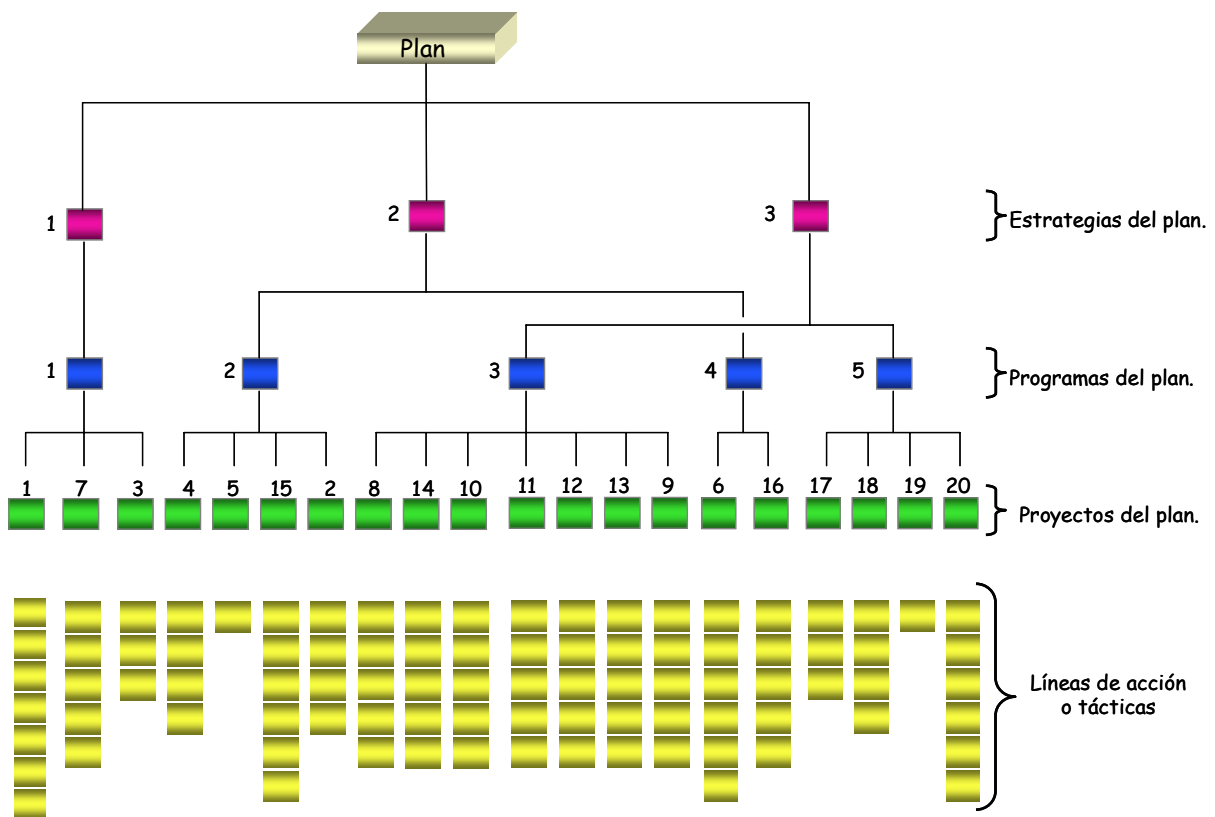 Plan
1
2
3
Estrategias del plan.
1
2
3
4
5
Programas del plan.
1 7 3 4 5 15 2 8 14 10 11 12 13 9 6 16 17 18 19 20
Proyectos del plan.
Líneas de acción
o tácticas